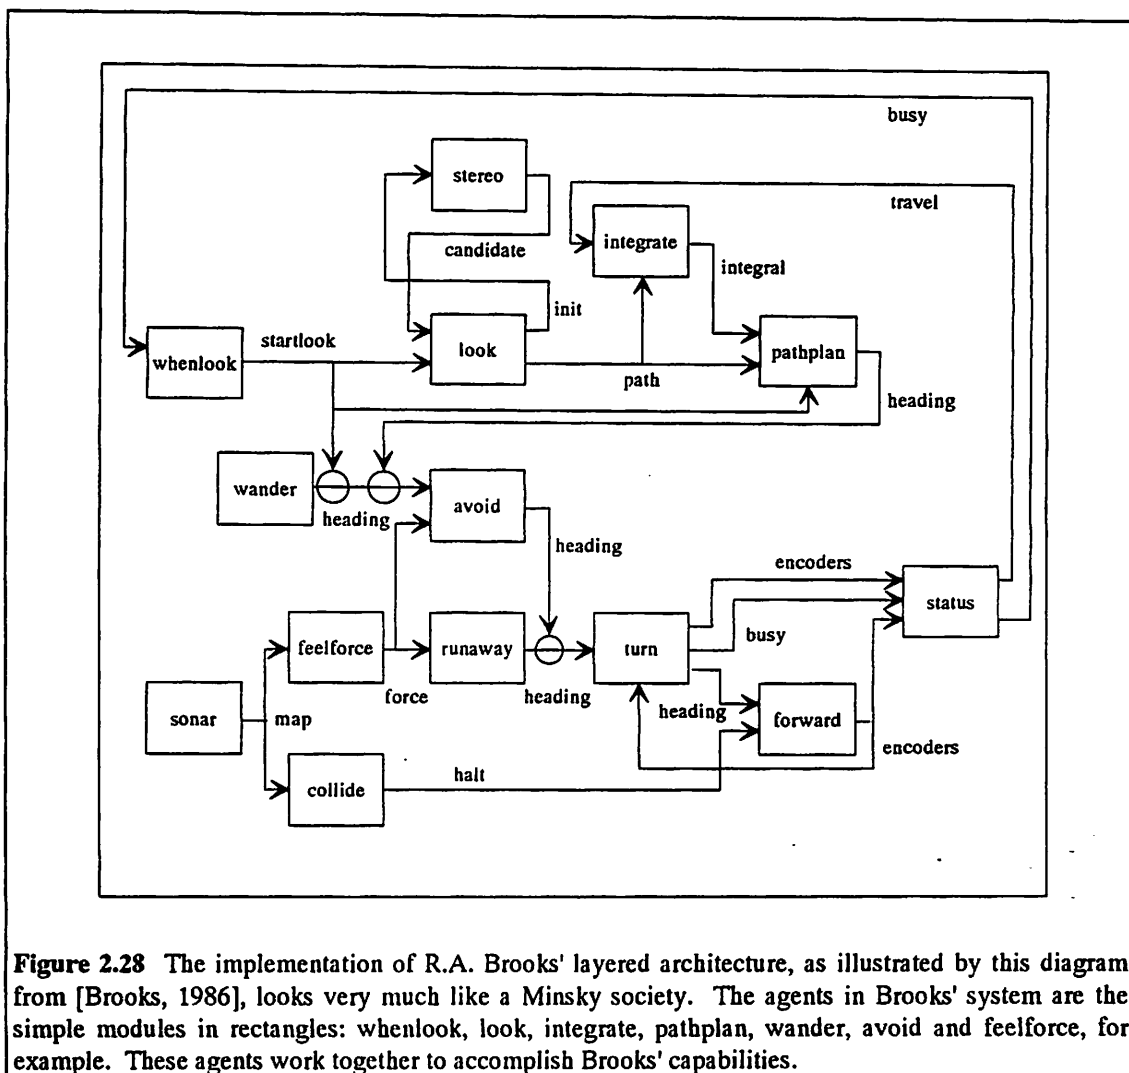 busy
stereo
travel
candidate
integrate
integral
init
startlook
whenlook
look
pathplan
path
heading
wander
avoid
heading
heading
encoders
status
busy
feelforce
runaway
turn
force
heading
heading
sonar
map
forward
encoders
halt
collide
Figure 2.28 The implementation of R.A. Brooks' layered architecture, as illustrated by this diagram
from [Brooks, 1986], looks very much like a Minsky society. The agents in Brooks' system are the
simple modules in rectangles: whenlook, look, integrate, pathplan, wander, avoid and feelforce, for
example. These agents work together to accomplish Brooks' capabilities.